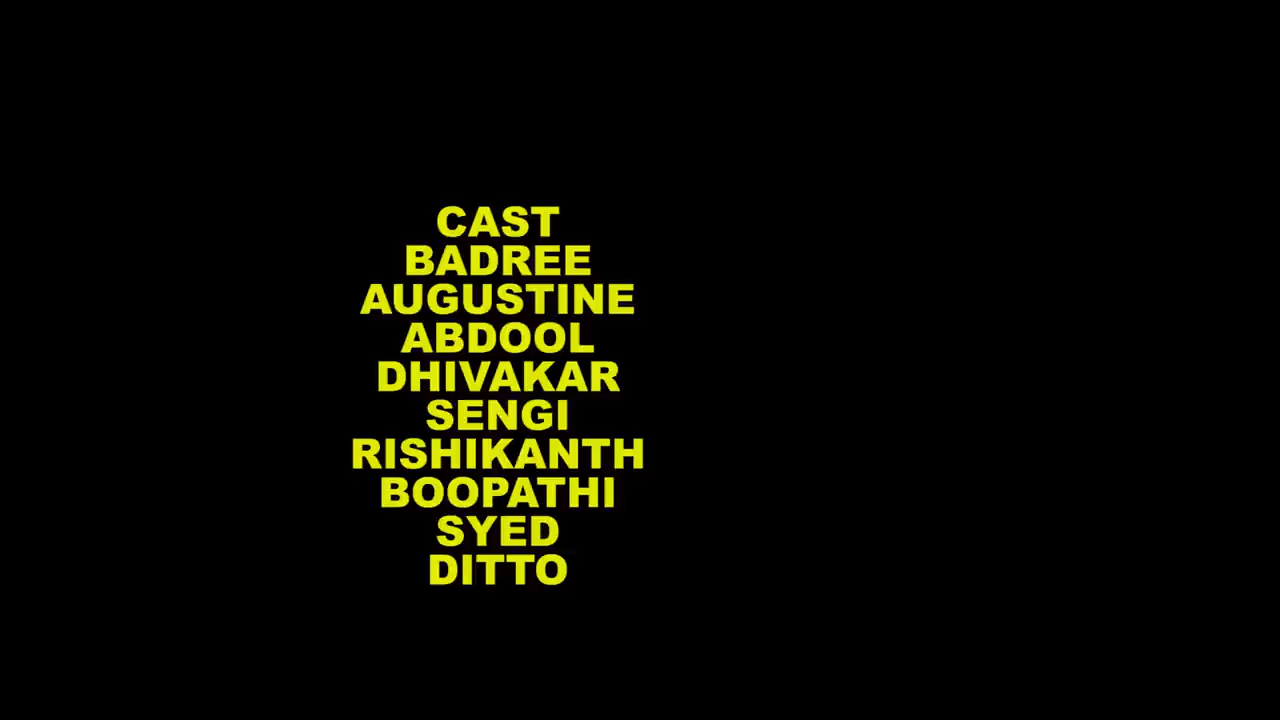 CAST
BADREE
AUGUSTINE
ABDOOL
DHIVAKAR
SENGI
RISHIKANTH
BOOPATHI
SYED
DITTO